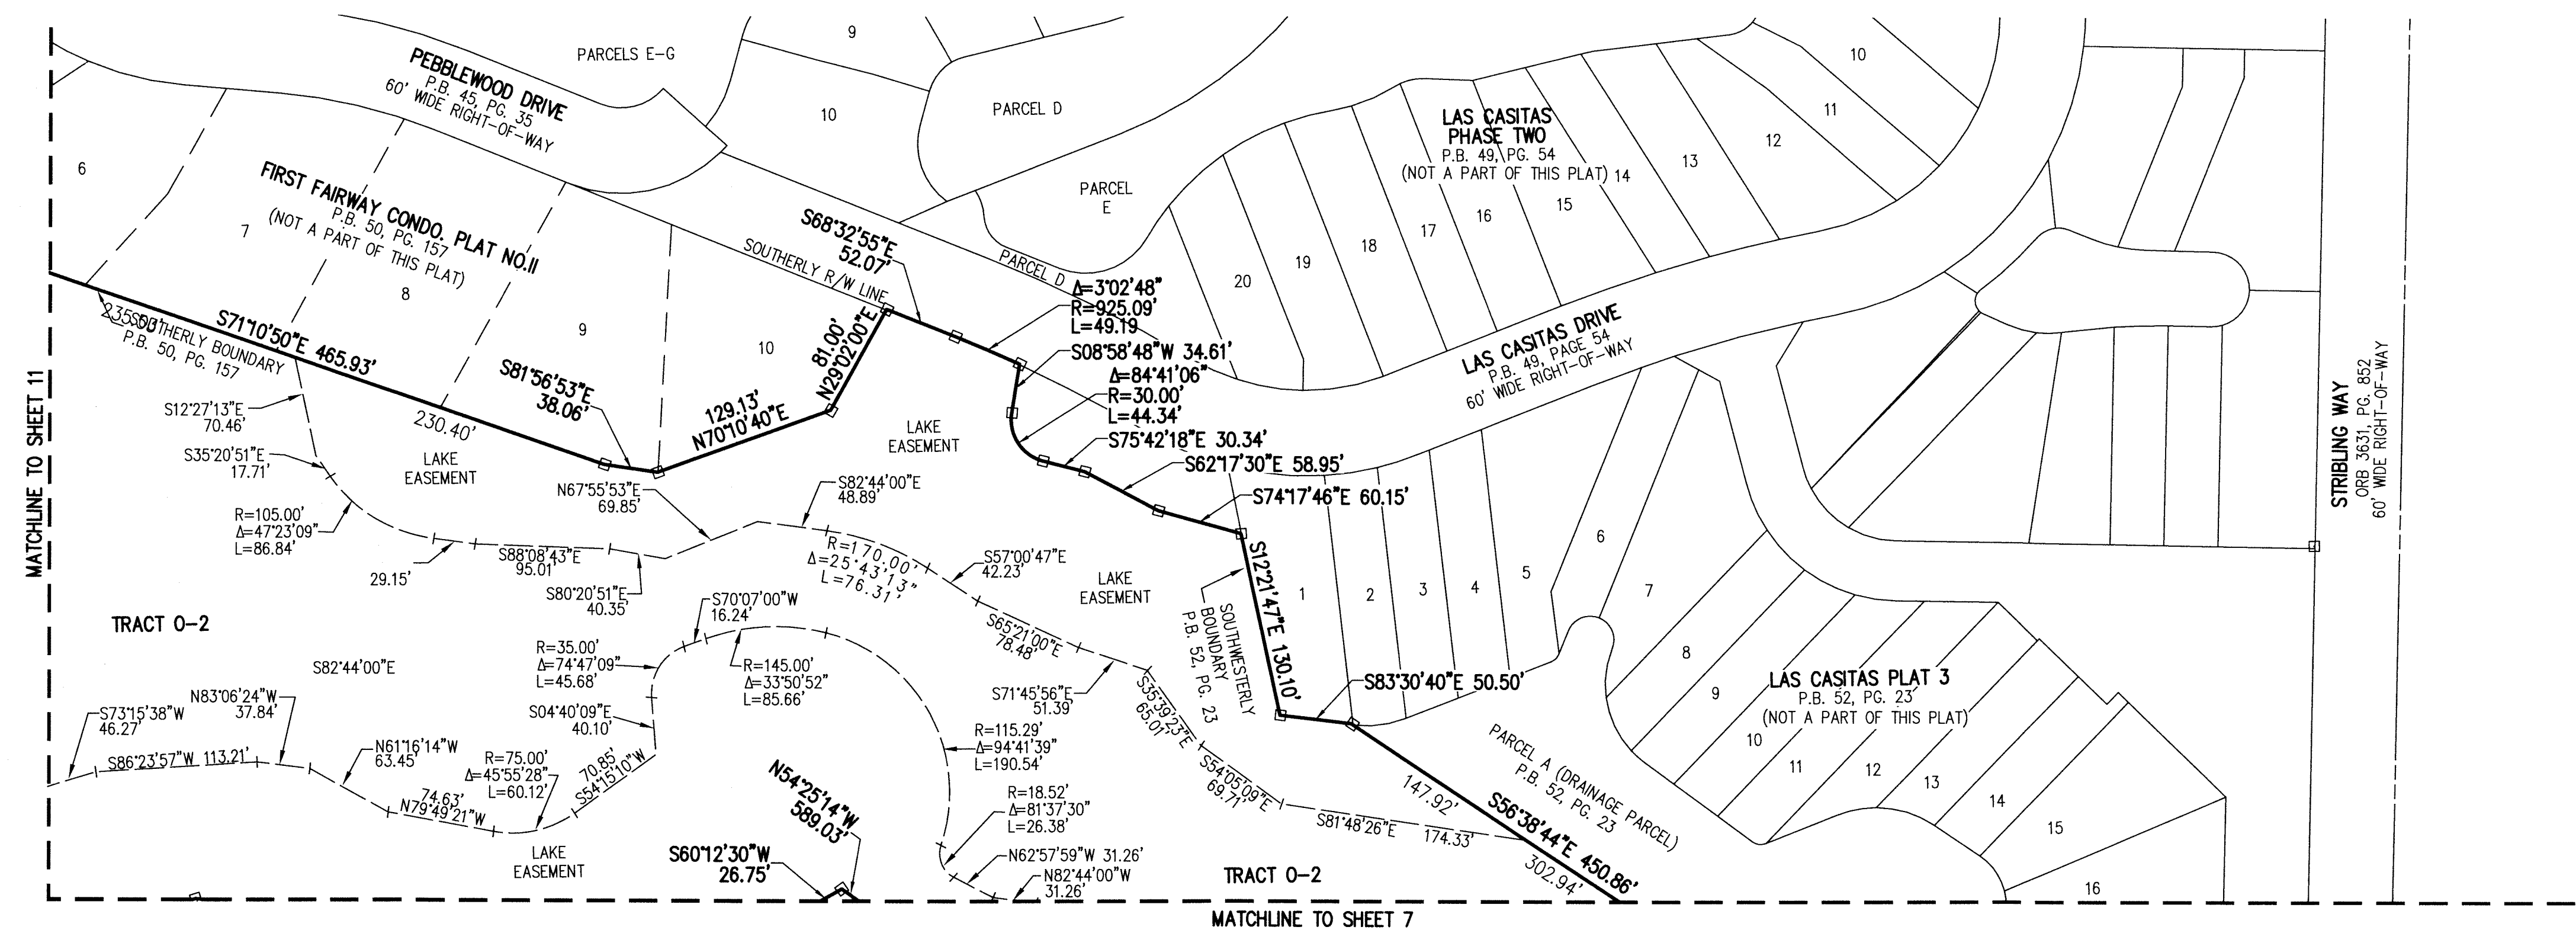 PARCELS E-G
9
10
PEBBLEWOOD DRIVE
P.B. 45, PG. 35
60' WIDE RIGHT-OF-WAY
PARCEL D
10
LAS CASITAS
PHASE TWO
P.B. 49, PG. 54
(NOT A PART OF THIS PLAT)
11
12
13
14
15
16
17
18
19
20
6
FIRST FAIRWAY CONDO. PLAT NO.II
P.B. 50, PG. 157
(NOT A PART OF THIS PLAT)
7
8
9
10
PARCEL
E
S68°32'55"E
52.07'
SOUTHERLY R/W LINE
PARCEL D
Δ=3°02'48"
R=925.09'
L=49.19
S08°58'48"W 34.61'
Δ=84°41'06"
R=30.00'
L=44.34'
S75°42'18"E 30.34'
S62°17'30"E 58.95'
S74°17'46"E 60.15'
LAS CASITAS DRIVE
P.B. 49, PAGE 54
60' WIDE RIGHT-OF-WAY
STRIBLING WAY
ORB 3631, PG. 852
60' WIDE RIGHT-OF-WAY
MATCHLINE TO SHEET 11
S71°10'50"E 465.93'
SOUTHERLY BOUNDARY
P.B. 50, PG. 157
230.40'
S81°56'53"E
38.06'
129.13'
N70°10'40"E
81.00'
N29°02'00"E
LAKE
EASEMENT
S12°27'13"E
70.46'
S35°20'51"E
17.71'
LAKE
EASEMENT
R=105.00'
Δ=47°23'09"
L=86.84'
29.15'
S88°08'43"E
95.01'
S80°20'51"E
40.35'
N67°55'53"E
69.85'
S82°44'00"E
48.89'
R=170.00'
Δ=25°43'13"
L=76.31'
S57°00'47"E
42.23'
LAKE
EASEMENT
S65°21'00"E
78.48'
S71°45'56"E
51.39'
S35°39'23"E
65.01'
S54°05'09"E
69.71'
S81°48'26"E 174.33'
S12°21'47"E 130.10'
SOUTHWESTERLY
BOUNDARY
P.B. 52, PG. 23
S83°30'40"E 50.50'
1
2
3
4
5
6
7
8
9
10
11
12
13
14
15
16
LAS CASITAS PLAT 3
P.B. 52, PG. 23
(NOT A PART OF THIS PLAT)
PARCEL A (DRAINAGE PARCEL)
P.B. 52, PG. 23
147.92'
S56°38'44"E 450.86'
302.94'
TRACT O-2
S82°44'00"E
S70°07'00"W
16.24'
R=35.00'
Δ=74°47'09"
L=45.68'
R=145.00'
Δ=33°50'52"
L=85.66'
S04°40'09"E
40.10'
S73°15'38"W
46.27'
S86°23'57"W 113.21'
N83°06'24"W
37.84'
N61°16'14"W
63.45'
74.63'
N79°49'21"W
R=75.00'
Δ=45°55'28"
L=60.12'
70.85'
S54°15'10"W
LAKE
EASEMENT
R=115.29'
Δ=94°41'39"
L=190.54'
R=18.52'
Δ=81°37'30"
L=26.38'
N62°57'59"W 31.26'
N82°44'00"W
31.26'
N54°25'14"W
589.03'
S60°12'30"W
26.75'
TRACT O-2
MATCHLINE TO SHEET 7